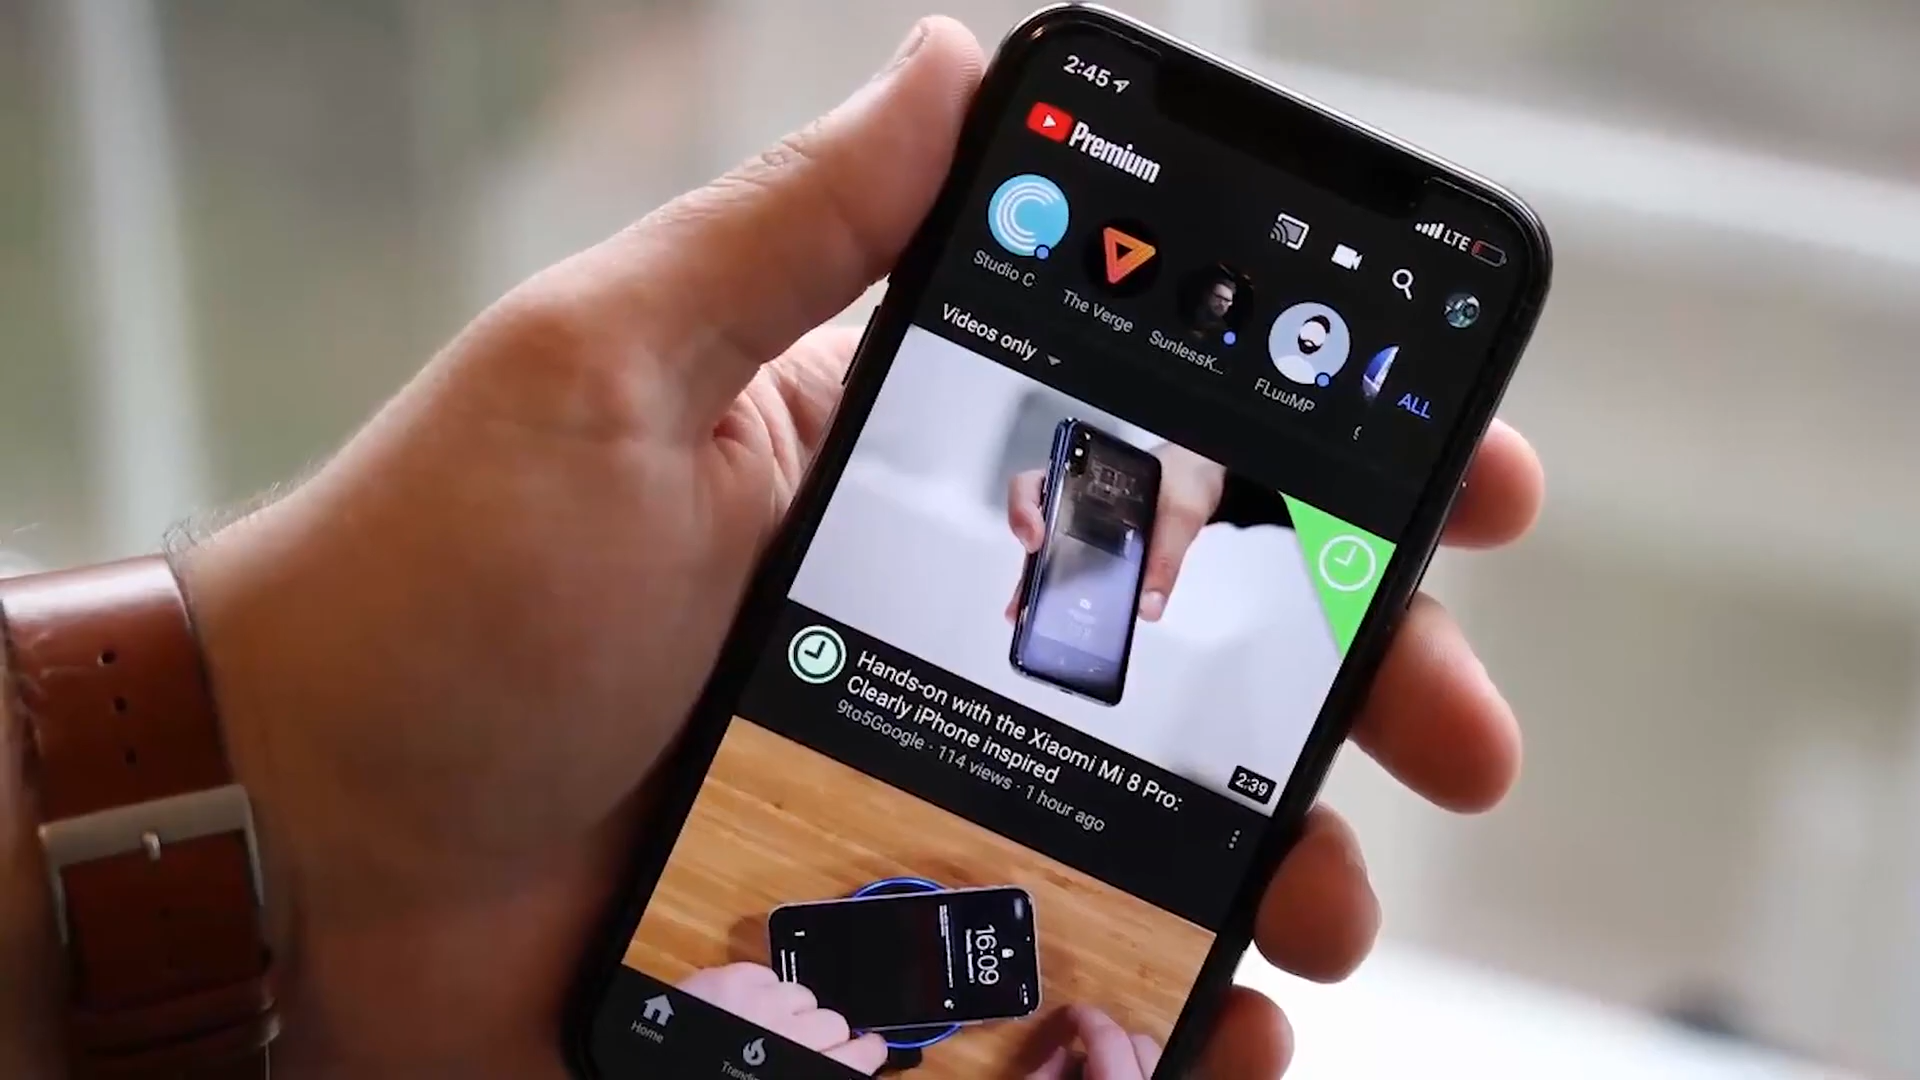 2:45
Premium
LTE
Studio C
The Verge
SunlessK...
FLuuMP
ALL
Videos only
Hands-on with the Xiaomi Mi 8 Pro:
Clearly iPhone inspired
9to5Google · 114 views · 1 hour ago
2:39
16:09
Home